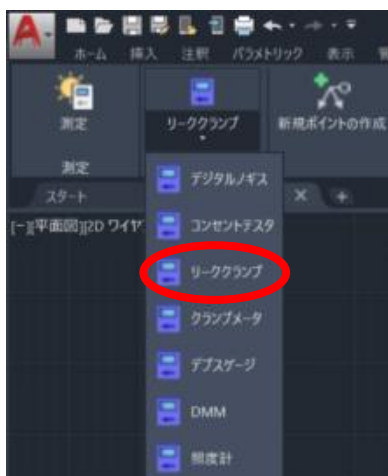 A
ホーム 挿入 注釈 パラメトリック 表示
測定 リーククランプ 新規ポイントの作成
測定
スタート
[-][平面図][2D ワイヤ
デジタルノギス
コンセントテスタ
リーククランプ
クランプメータ
デプスゲージ
DMM
照度計